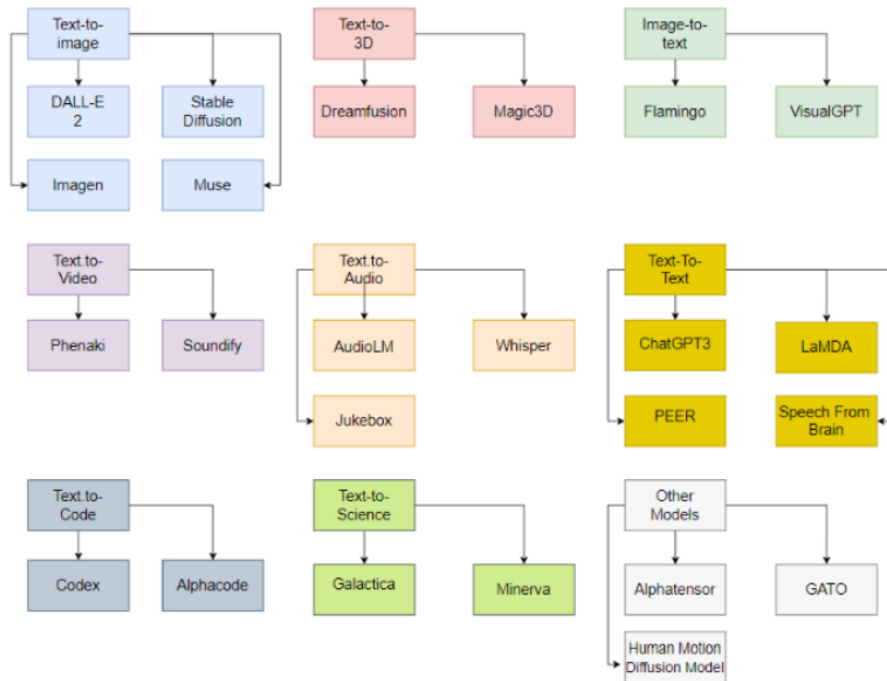 Text-to-
image
Text-to-
3D
Image-to-
text
DALL-E
2
Stable
Diffusion
Dreamfusion
Magic3D
Flamingo
VisualGPT
Imagen
Muse
Text.to-
Video
Text.to-
Audio
Text-To-
Text
Phenaki
Soundify
AudioLM
Whisper
ChatGPT3
LaMDA
Jukebox
PEER
Speech From
Brain
Text.to-
Code
Text-to-
Science
Other
Models
Codex
Alphacode
Galactica
Minerva
Alphatensor
GATO
Human Motion
Diffusion Model